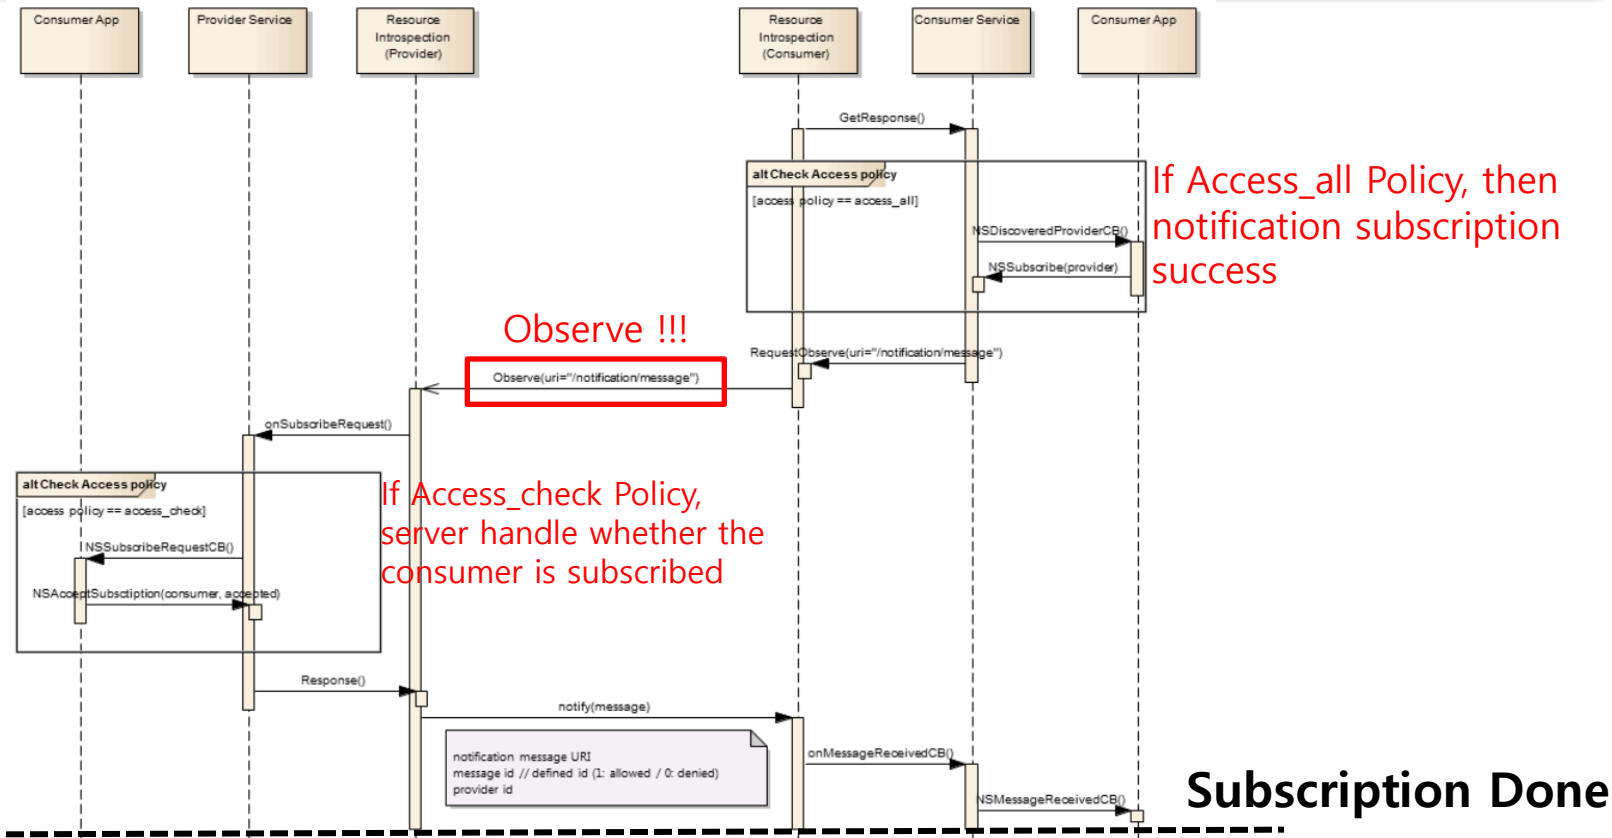 Consumer App
Provider Service
Resource
Introspection
(Provider)
Resource
Introspection
(Consumer)
Consumer Service
Consumer App
GetResponse()
alt Check Access policy
[access policy == access_all]
NSDiscoveredProviderCB()
NSSubscribe(provider)
If Access_all Policy, then
notification subscription
success
Observe !!!
RequestObserve(uri="/notification/message")
Observe(uri="/notification/message")
onSubscribeRequest()
alt Check Access policy
[access policy == access_check]
NSSubscribeRequestCB()
NSAcceptSubsctiption(consumer, accepted)
If Access_check Policy,
server handle whether the
consumer is subscribed
Response()
notify(message)
notification message URI
message id // defined id (1: allowed / 0: denied)
provider id
onMessageReceivedCB()
NSMessageReceivedCB()
Subscription Done